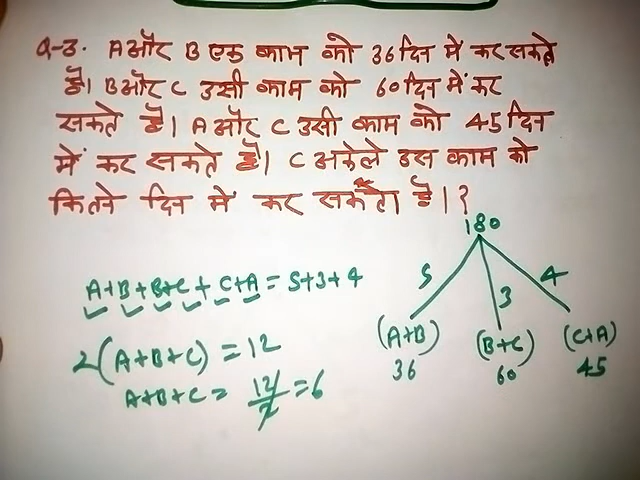 Q-3. A और B एक काम को 36 दिन में कर सकते
है। B और C उसी काम को 60 दिन में कर
सकते है। A और C उसी काम को 45 दिन
में कर सकते है। C अकेले उस काम को
कितने दिन में कर सकता है।?
180
5 3 4
(A+B) (B+C) (C+A)
36 60 45
A+B+B+C+C+A = 5+3+4
2(A+B+C) = 12
A+B+C = 12/2 = 6